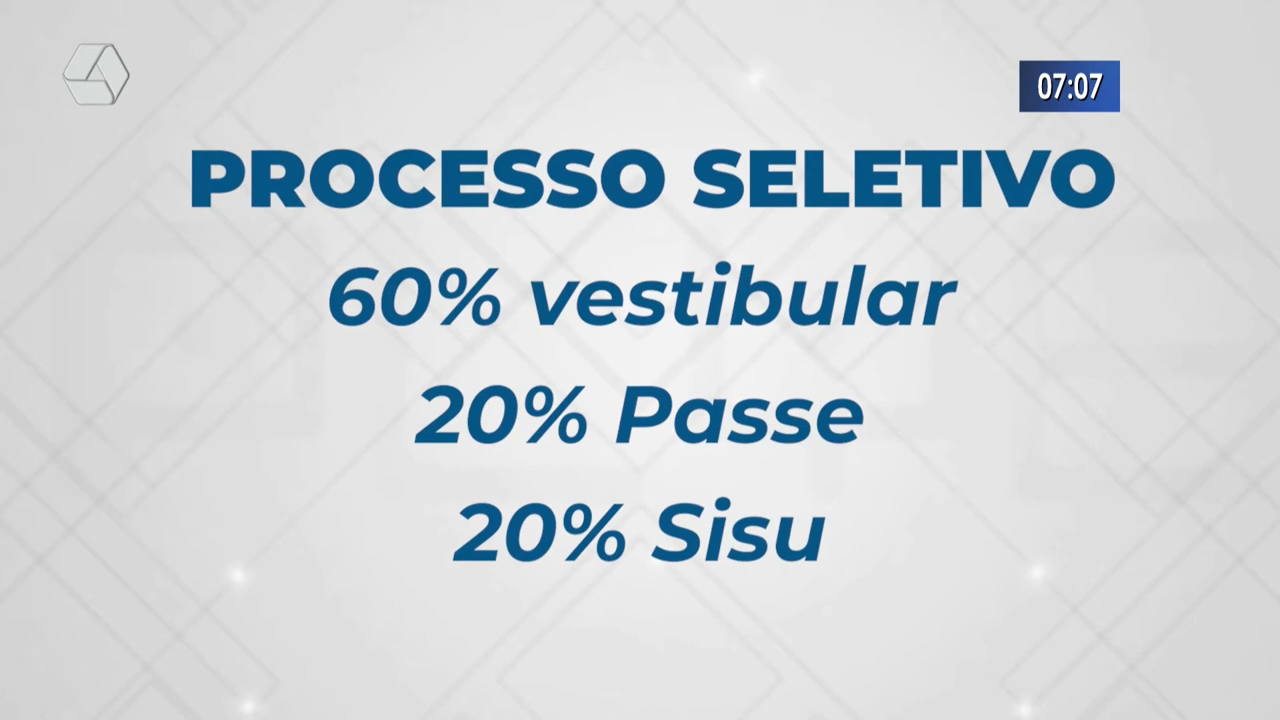 07:07
PROCESSO SELETIVO
60% vestibular
20% Passe
20% Sisu